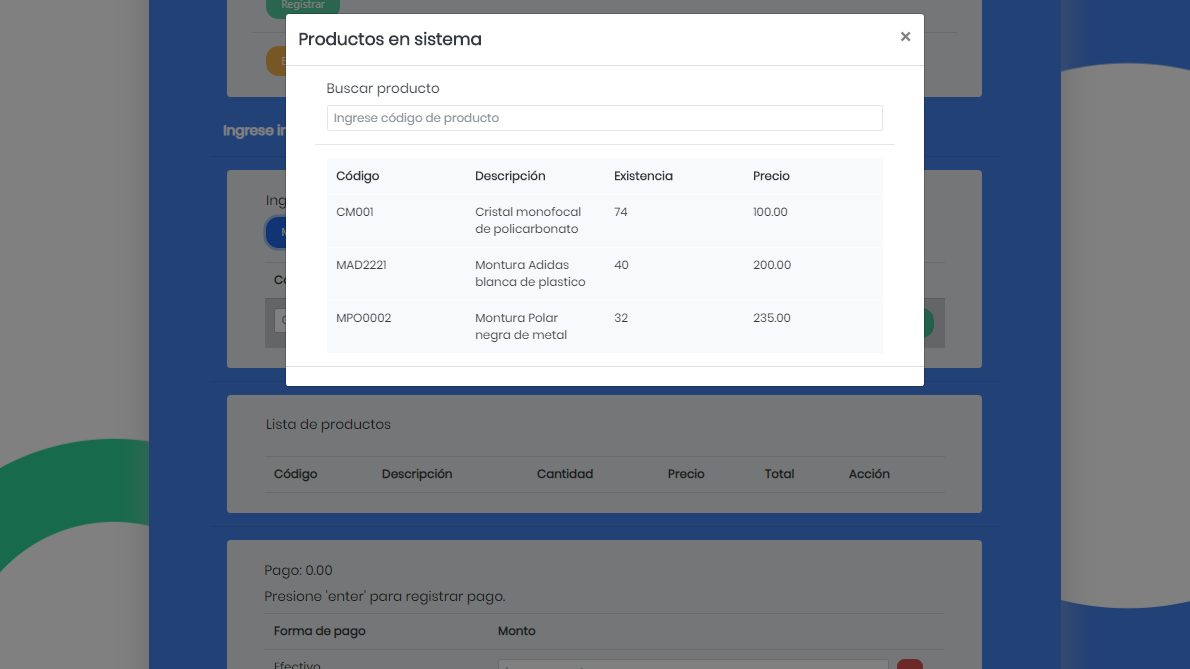 Registrar
Productos en sistema
×
Buscar producto
Ingrese código de producto
Ingrese
Código Descripción Existencia Precio
CM001 Cristal monofocal 74 100.00
de policarbonato
MAD2221 Montura Adidas 40 200.00
blanca de plastico
MPO0002 Montura Polar 32 235.00
negra de metal
Lista de productos
Código Descripción Cantidad Precio Total Acción
Pago: 0.00
Presione 'enter' para registrar pago.
Forma de pago Monto
Efectivo